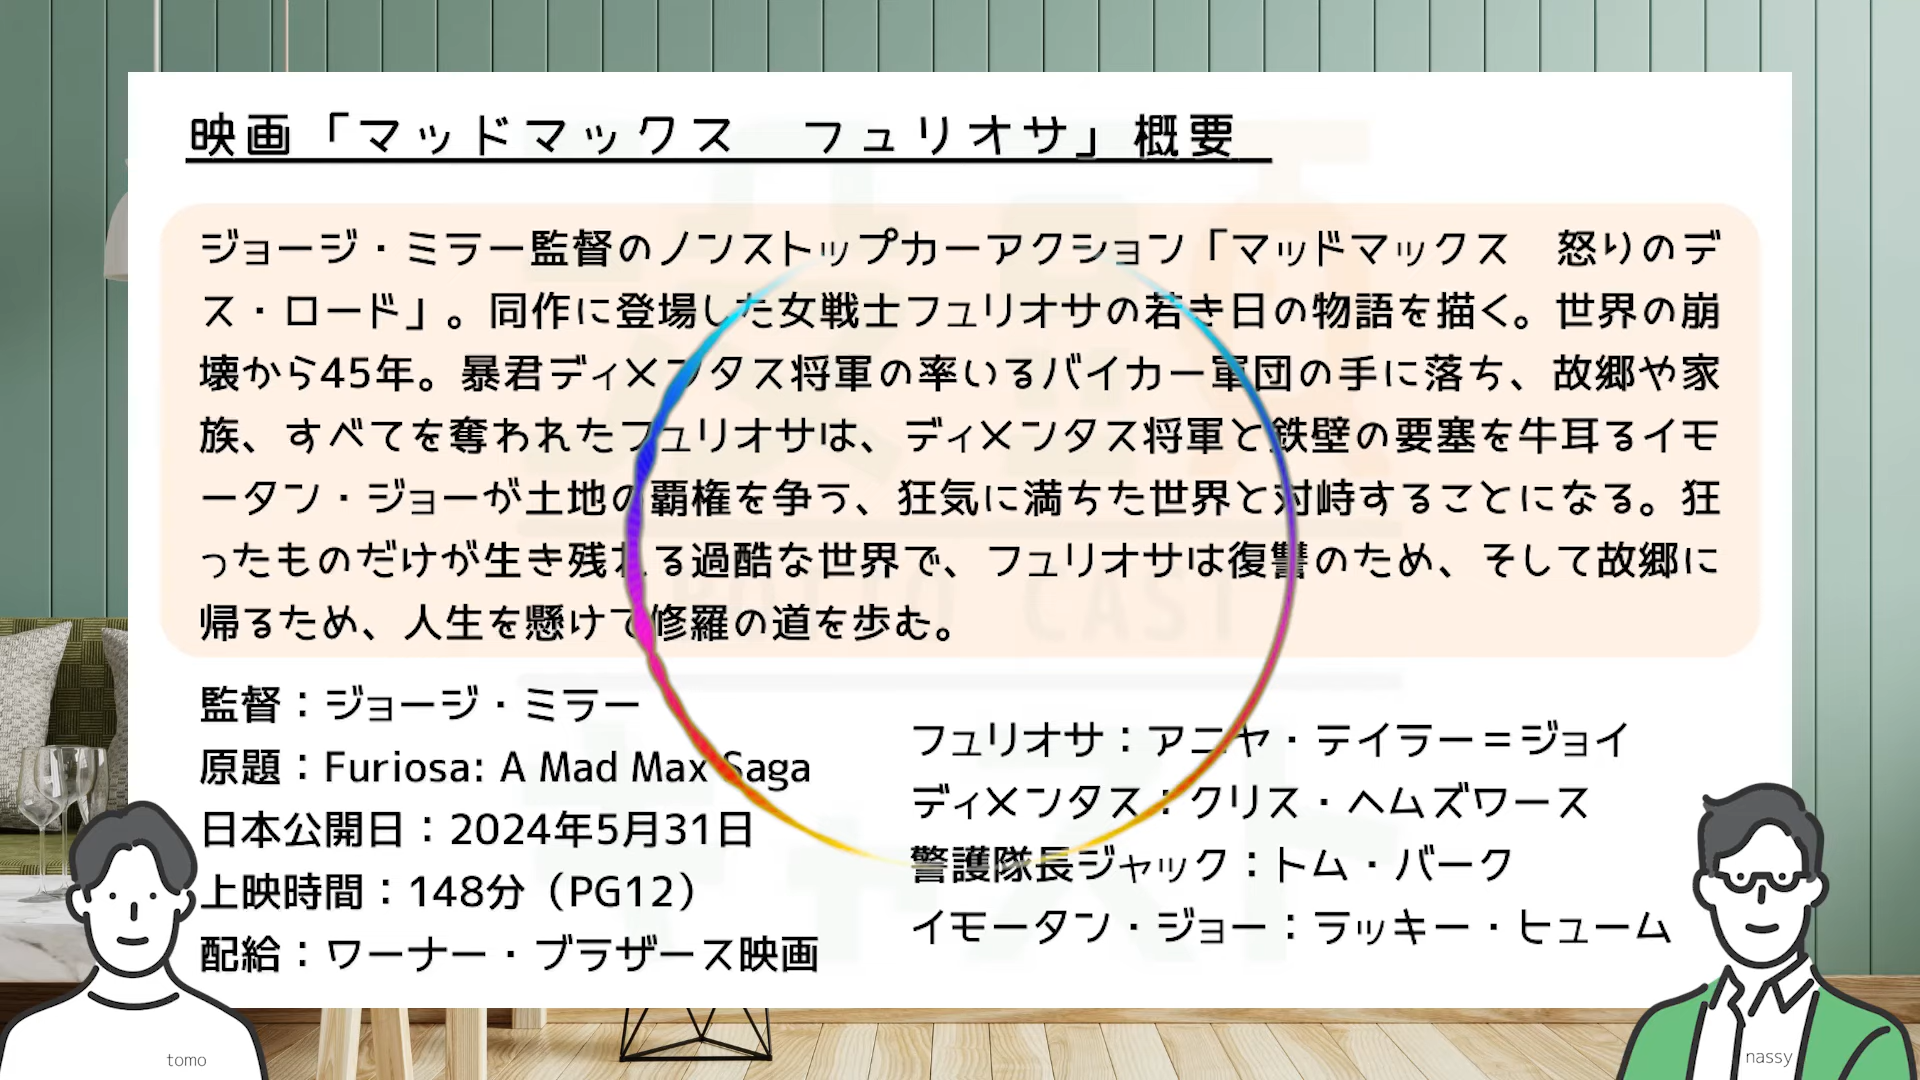 映画「マッドマックス　フュリオサ」概要
ジョージ・ミラー監督のノンストップカーアクション「マッドマックス　怒りのデ
ス・ロード」。同作に登場した女戦士フュリオサの若き日の物語を描く。世界の崩
壊から45年。暴君ディメンタス将軍の率いるバイカー軍団の手に落ち、故郷や家
族、すべてを奪われたフュリオサは、ディメンタス将軍と鉄壁の要塞を牛耳るイモ
ータン・ジョーが土地の覇権を争う、狂気に満ちた世界と対峙することになる。狂
ったものだけが生き残れる過酷な世界で、フュリオサは復讐のため、そして故郷に
帰るため、人生を懸けて修羅の道を歩む。
監督：ジョージ・ミラー
原題：Furiosa: A Mad Max Saga
日本公開日：2024年5月31日
上映時間：148分（PG12）
配給：ワーナー・ブラザース映画
フュリオサ：アニヤ・テイラー＝ジョイ
ディメンタス：クリス・ヘムズワース
警護隊長ジャック：トム・バーク
イモータン・ジョー：ラッキー・ヒューム
tomo
nassy